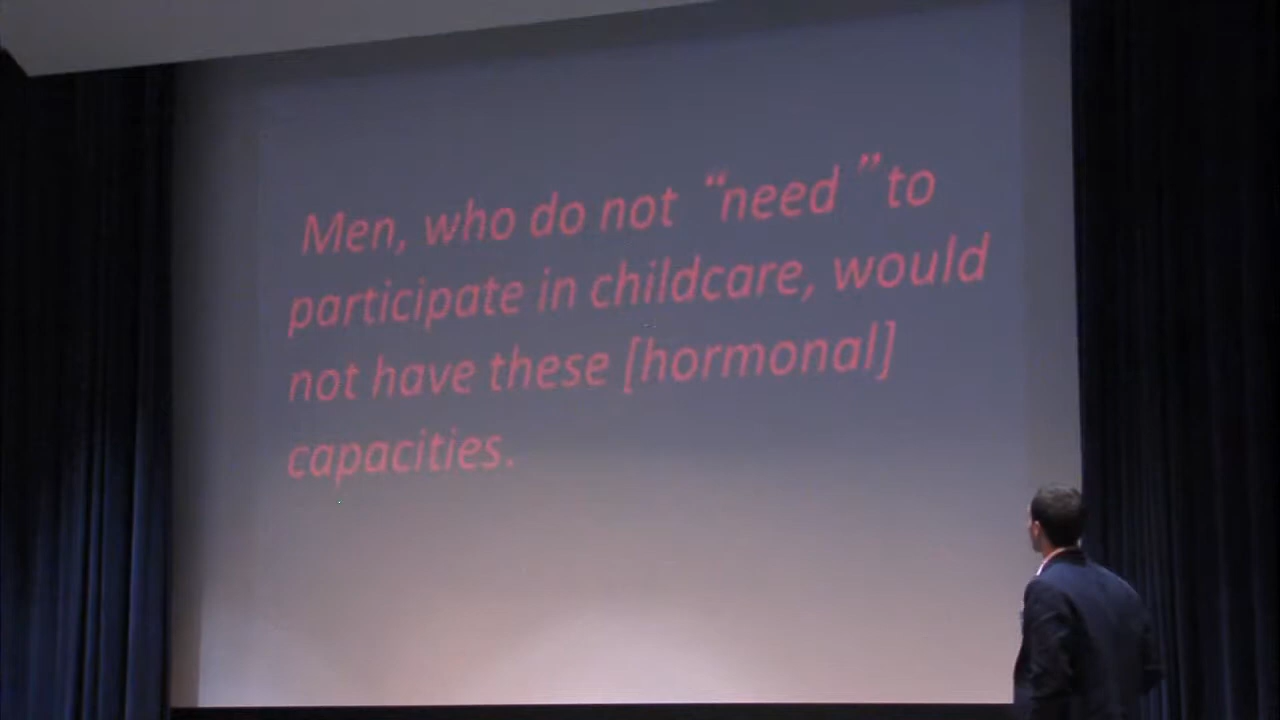 Men, who do not “need ” to
participate in childcare, would
not have these [hormonal]
capacities.